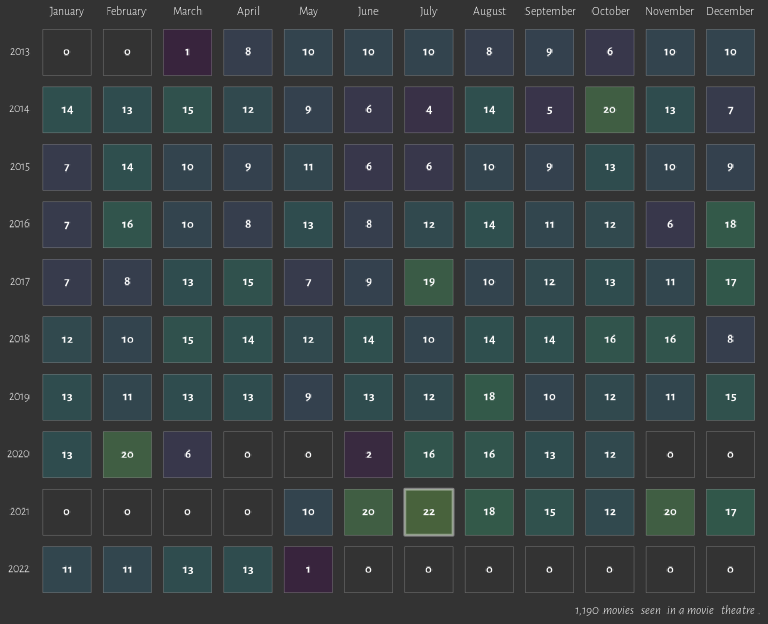 January February March April May June July August September October November December
2013 0 0 1 8 10 10 10 8 9 6 10 10
2014 14 13 15 12 9 6 4 14 5 20 13 7
2015 7 14 10 9 11 6 6 10 9 13 10 9
2016 7 16 10 8 13 8 12 14 11 12 6 18
2017 7 8 13 15 7 9 19 10 12 13 11 17
2018 12 10 15 14 12 14 10 14 14 16 16 8
2019 13 11 13 13 9 13 12 18 10 12 11 15
2020 13 20 6 0 0 2 16 16 13 12 0 0
2021 0 0 0 0 10 20 22 18 15 12 20 17
2022 11 11 13 13 1 0 0 0 0 0 0 0
1,190 movies seen in a movie theatre .